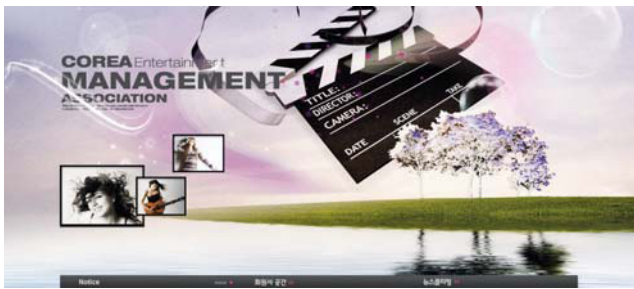 COREA Entertainment
MANAGEMENT
ASSOCIATION
TITLE:
DIRECTOR:
CAMERA:
DATE SCENE TAKE
Notice 회원사 공간 뉴스클리핑